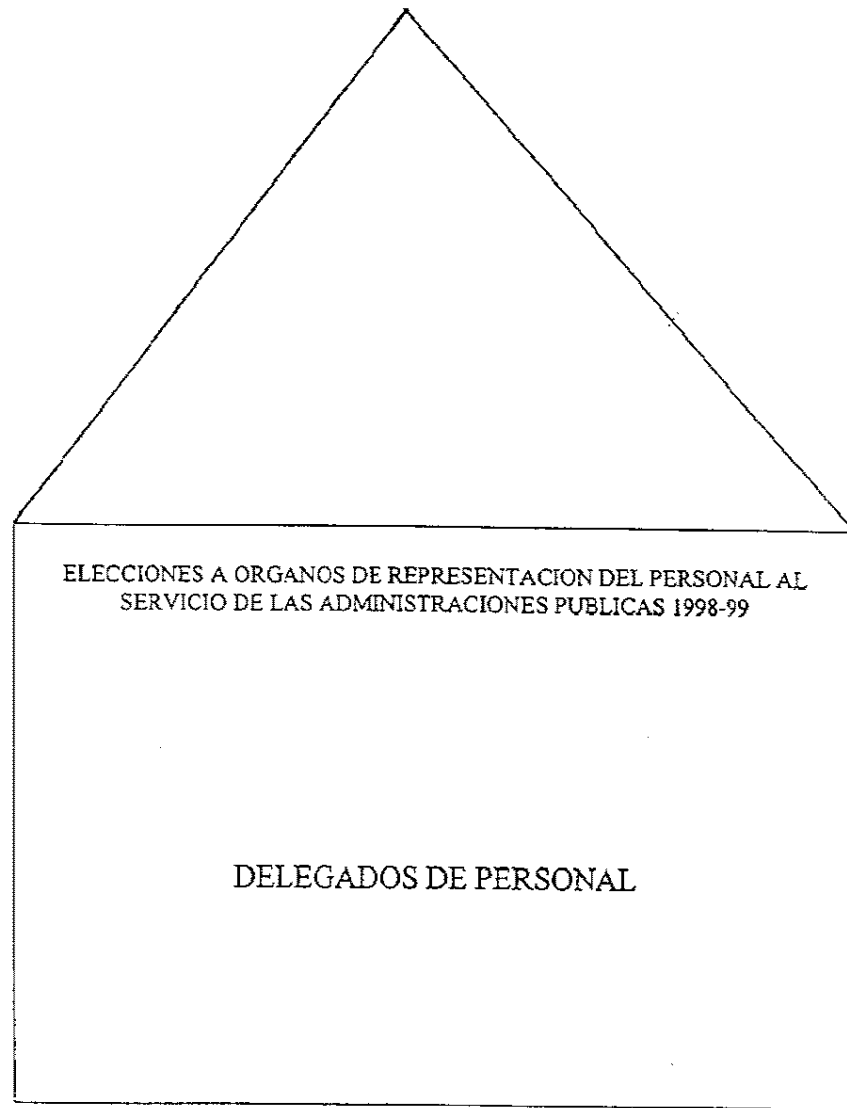 ELECCIONES A ORGANOS DE REPRESENTACION DEL PERSONAL AL
SERVICIO DE LAS ADMINISTRACIONES PUBLICAS 1998-99
DELEGADOS DE PERSONAL